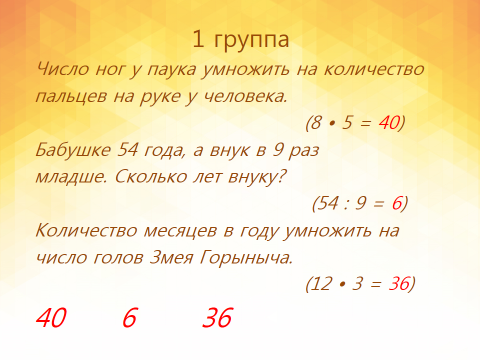 1 группа
Число ног у паука умножить на количество
пальцев на руке у человека.
(8 • 5 = 40)
Бабушке 54 года, а внук в 9 раз
младше. Сколько лет внуку?
(54 : 9 = 6)
Количество месяцев в году умножить на
число голов Змея Горыныча.
(12 • 3 = 36)
40 6 36